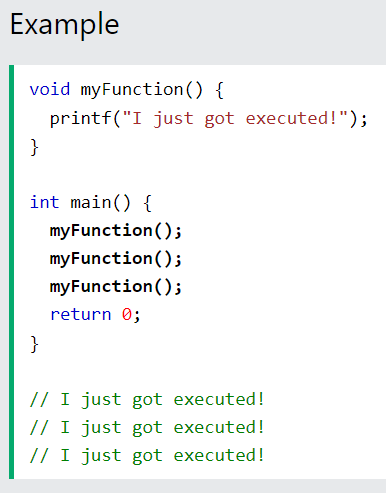 Example
void myFunction() {
  printf("I just got executed!");
}

int main() {
  myFunction();
  myFunction();
  myFunction();
  return 0;
}

// I just got executed!
// I just got executed!
// I just got executed!